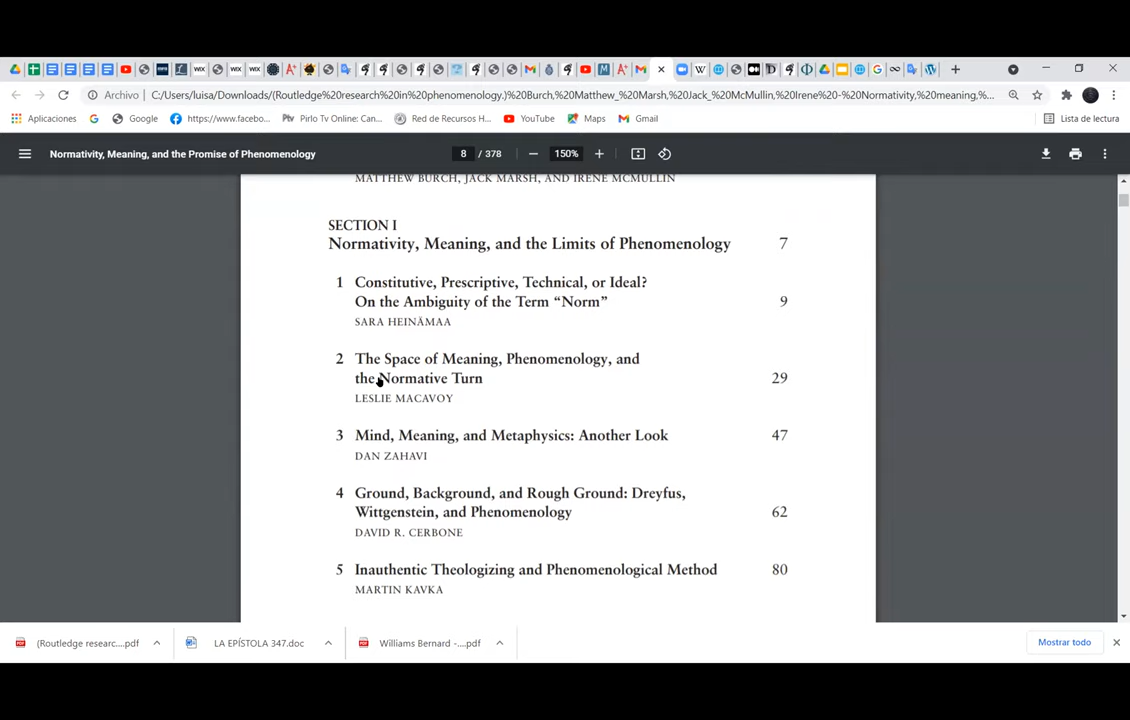 Archivo
C:/Users/luisa/Downloads/(Routledge%20research%20in%20phenomenology.)%20Burch,%20Matthew_%20Marsh,%20Jack_%20McMullin,%20Irene%20-%20Normativity,%20meaning,%...
Aplicaciones
Google
https://www.facebo...
Pirlo Tv Online: Can...
Red de Recursos H...
YouTube
Maps
Gmail
Lista de lectura
Normativity, Meaning, and the Promise of Phenomenology
8 / 378
150%
MATTHEW BURCH, JACK MARSH, AND IRENE MCMULLIN
SECTION I
Normativity, Meaning, and the Limits of Phenomenology 7
1 Constitutive, Prescriptive, Technical, or Ideal?
On the Ambiguity of the Term “Norm” 9
SARA HEINÄMAA
2 The Space of Meaning, Phenomenology, and
the Normative Turn 29
LESLIE MACAVOY
3 Mind, Meaning, and Metaphysics: Another Look 47
DAN ZAHAVI
4 Ground, Background, and Rough Ground: Dreyfus,
Wittgenstein, and Phenomenology 62
DAVID R. CERBONE
5 Inauthentic Theologizing and Phenomenological Method 80
MARTIN KAVKA
(Routledge researc....pdf
LA EPÍSTOLA 347.doc
Williams Bernard -....pdf
Mostrar todo